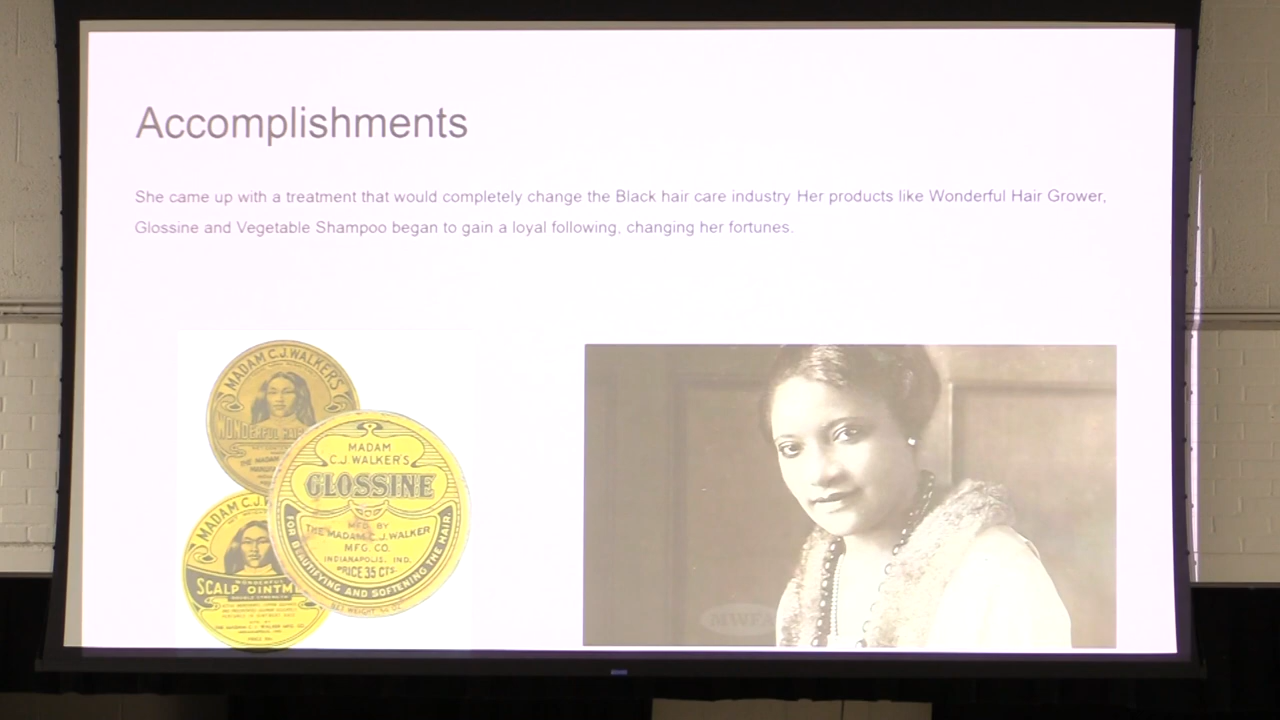 Accomplishments
She came up with a treatment that would completely change the Black hair care industry Her products like Wonderful Hair Grower,
Glossine and Vegetable Shampoo began to gain a loyal following, changing her fortunes.
MADAM C.J. WALKER'S
WONDERFUL HAIR
MADAM
C.J. WALKER'S
GLOSSINE
MF'D. BY
THE MADAM C.J. WALKER
MFG. CO.
INDIANAPOLIS, IND.
PRICE 35 CTS.
FOR BEAUTIFYING AND SOFTENING THE HAIR.
MADAM C.J.
WONDERFUL
SCALP OINTM